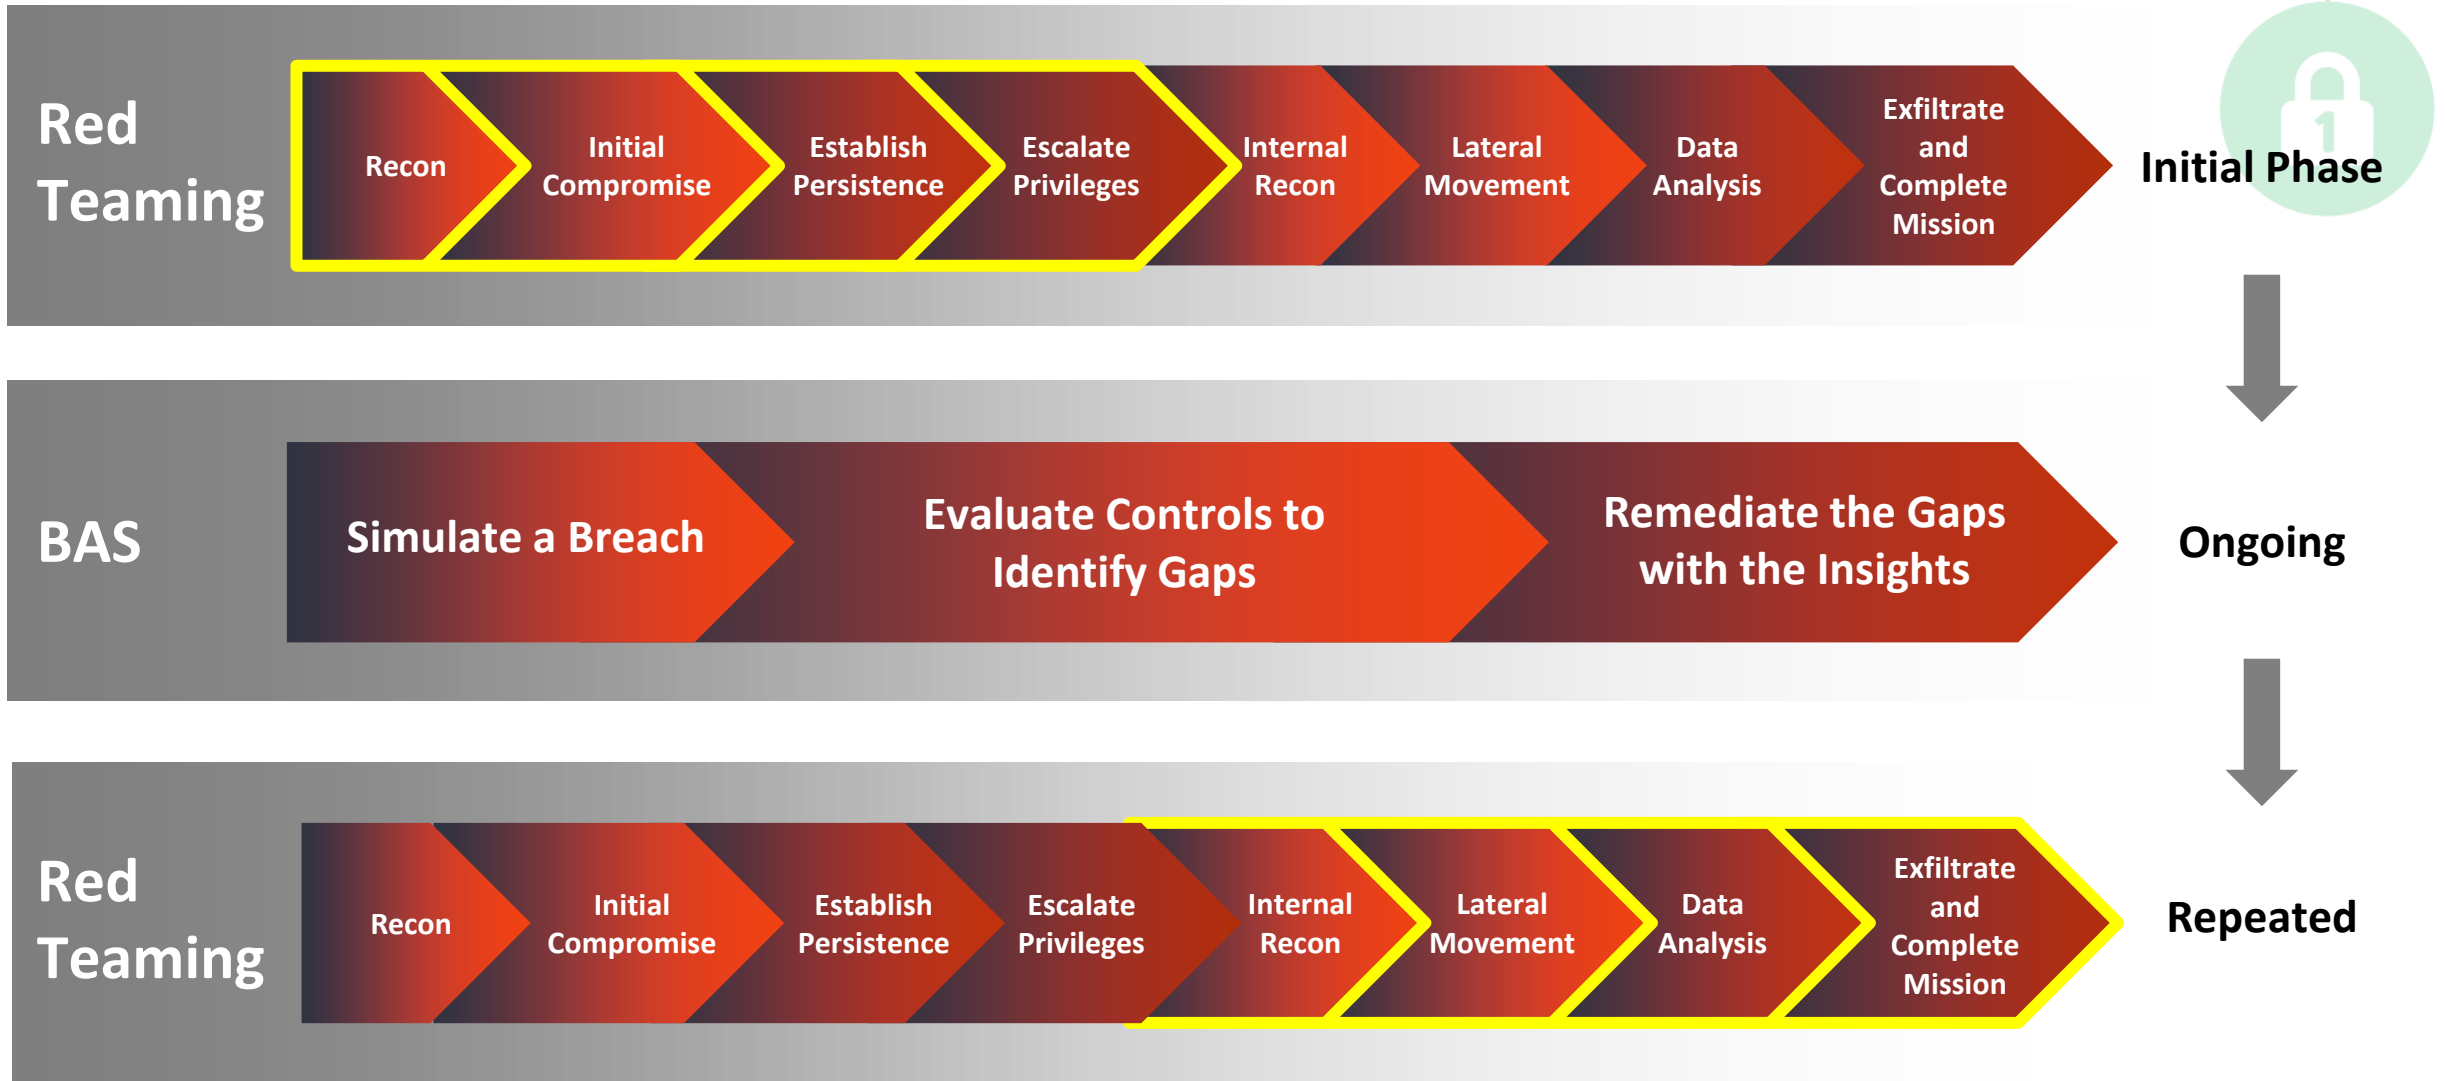 Red
Teaming
Recon
Initial
Compromise
Establish
Persistence
Escalate
Privileges
Internal
Recon
Lateral
Movement
Data
Analysis
Exfiltrate
and
Complete
Mission
1
Initial Phase
BAS
Simulate a Breach
Evaluate Controls to
Identify Gaps
Remediate the Gaps
with the Insights
Ongoing
Red
Teaming
Recon
Initial
Compromise
Establish
Persistence
Escalate
Privileges
Internal
Recon
Lateral
Movement
Data
Analysis
Exfiltrate
and
Complete
Mission
Repeated